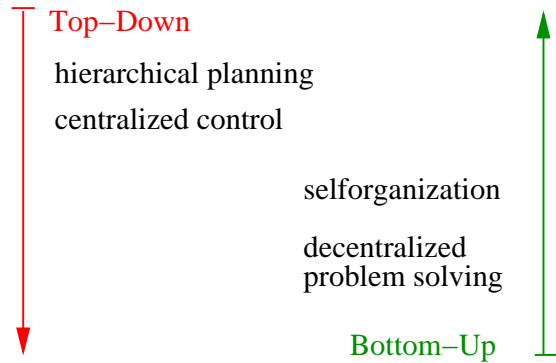 Top–Down
hierarchical planning
centralized control
selforganization
decentralized
problem solving
Bottom–Up